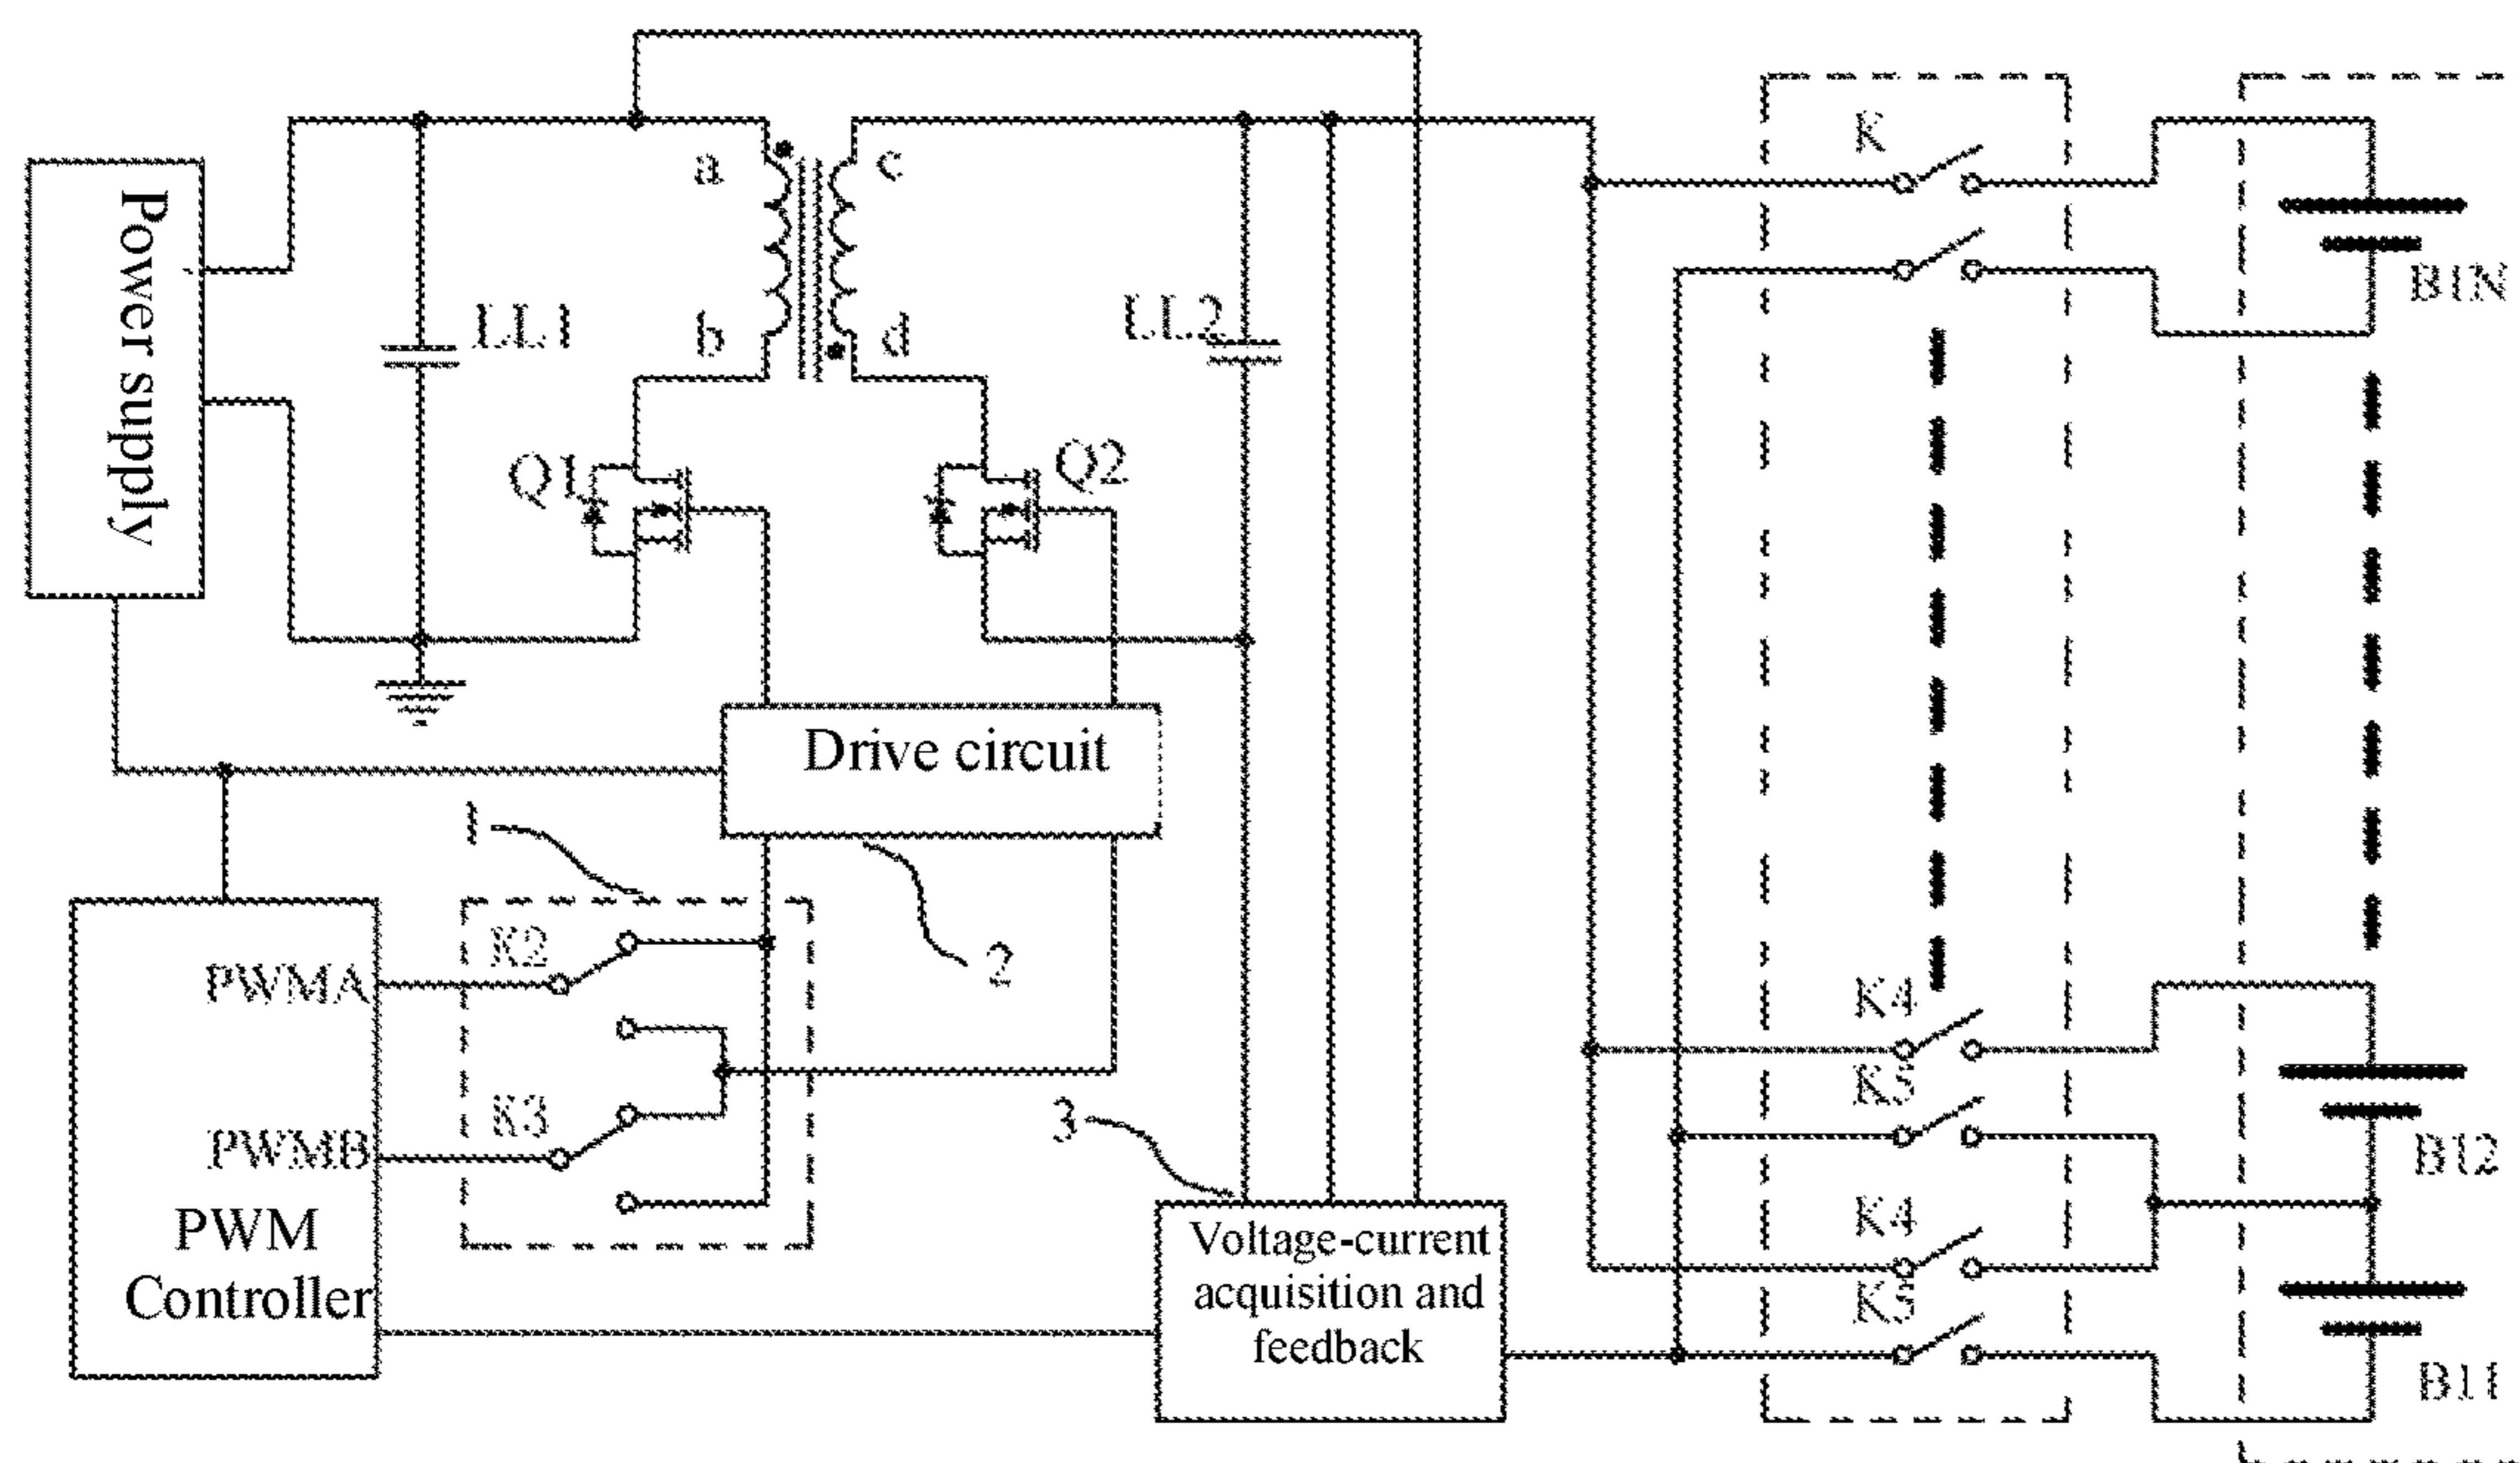 Power supply
a
c
K
B1N
LL1
b
d
LL2
Q1
Q2
Drive circuit
1
2
K2
PWMA
K3
PWMB
PWM
Controller
3
Voltage-current
acquisition and
feedback
K4
K5
B12
K4
K5
B11